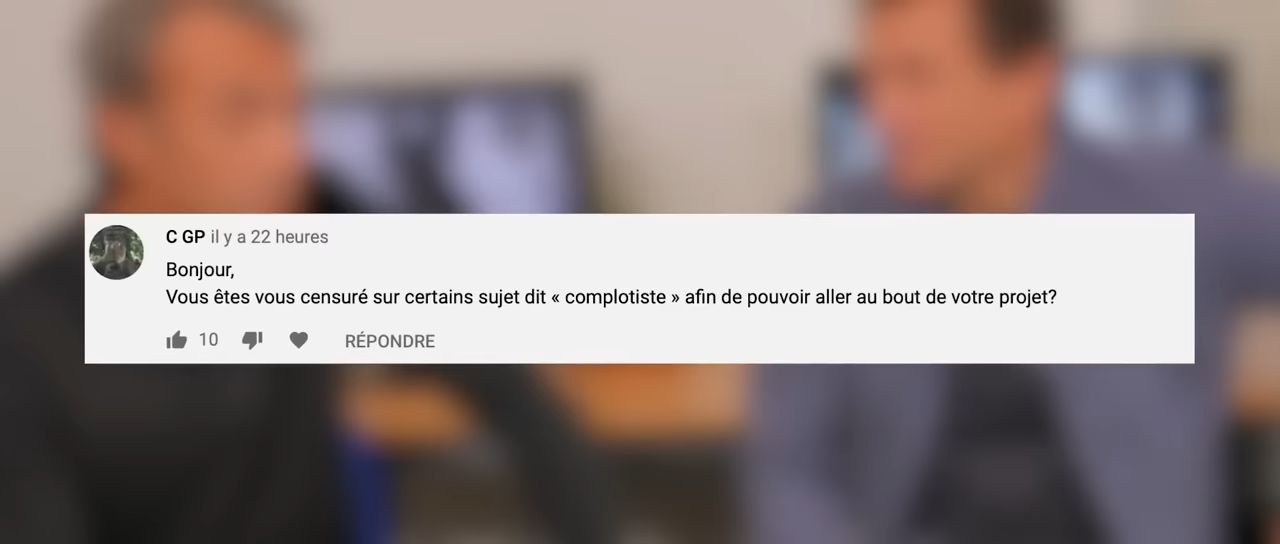 C GP il y a 22 heures
Bonjour,
Vous êtes vous censuré sur certains sujet dit « complotiste » afin de pouvoir aller au bout de votre projet?
10 RÉPONDRE